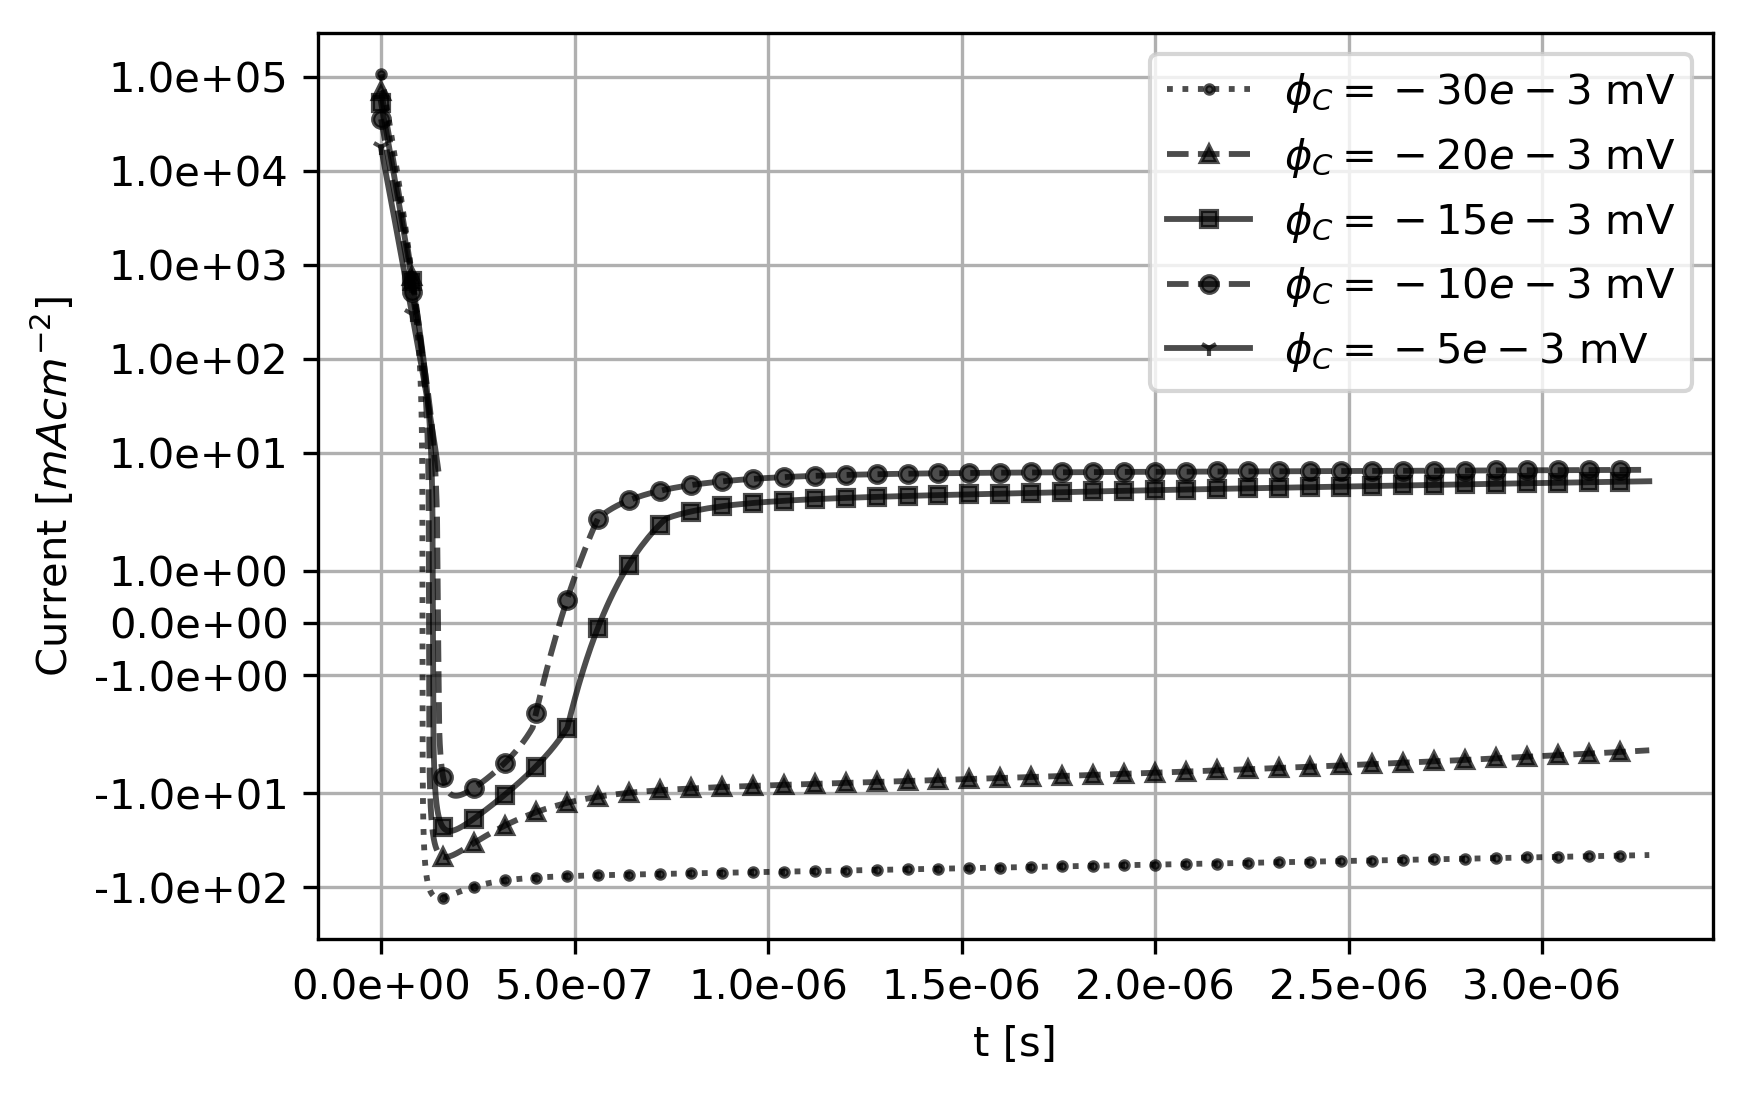 1.0e+05
1.0e+04
1.0e+03
1.0e+02
1.0e+01
1.0e+00
0.0e+00
-1.0e+00
-1.0e+01
-1.0e+02
Current [mAcm⁻²]
ϕ_C = −30e−3 mV
ϕ_C = −20e−3 mV
ϕ_C = −15e−3 mV
ϕ_C = −10e−3 mV
ϕ_C = −5e−3 mV
0.0e+00 5.0e-07 1.0e-06 1.5e-06 2.0e-06 2.5e-06 3.0e-06
t [s]